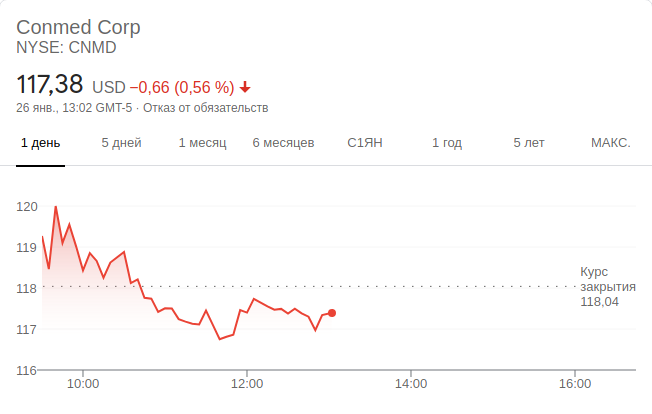 Conmed Corp
NYSE: CNMD
117,38 USD −0,66 (0,56 %)
26 янв., 13:02 GMT-5 · Отказ от обязательств
1 день 5 дней 1 месяц 6 месяцев С1ЯН 1 год 5 лет МАКС.
120
119
118
117
116
Курс
закрытия
118,04
10:00 12:00 14:00 16:00